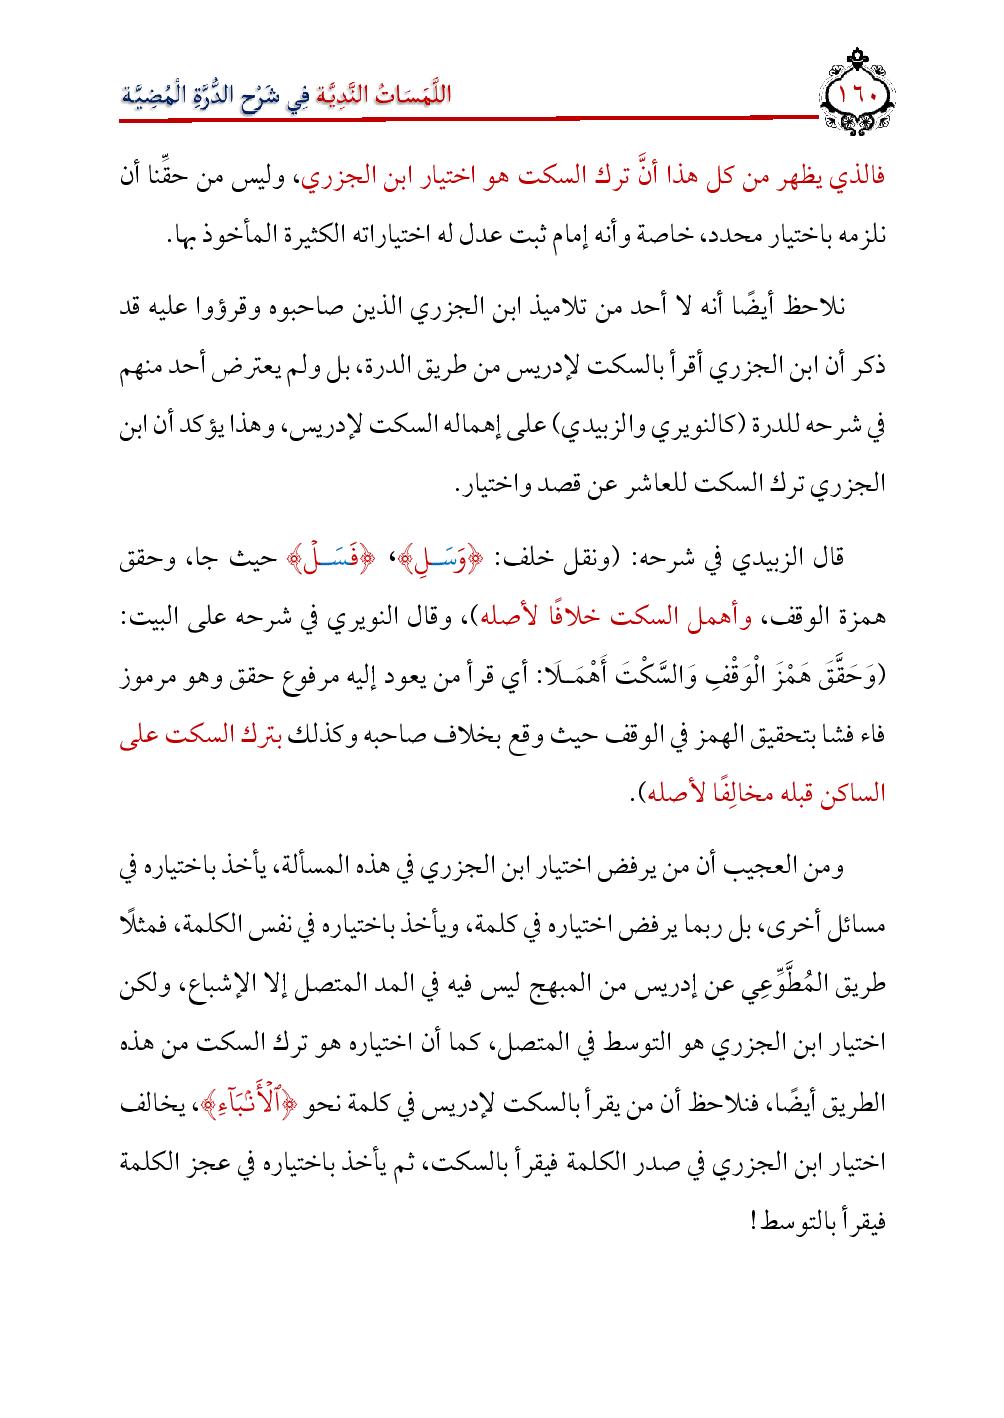 اللَّمَسَاتُ النَّدِيَّة فِي شَرْحِ الدُّرَّةِ الْمُضِيَّة
١٦٠
فالذي يظهر من كل هذا أنَّ ترك السكت هو اختيار ابن الجزري، وليس من حقِّنا أن
نلزمه باختيار محدد، خاصة وأنه إمام ثبت عدل له اختياراته الكثيرة المأخوذ بها.
نلاحظ أيضًا أنه لا أحد من تلاميذ ابن الجزري الذين صاحبوه وقرؤوا عليه قد
ذكر أن ابن الجزري أقرأ بالسكت لإدريس من طريق الدرة، بل ولم يعترض أحد منهم
في شرحه للدرة (كالنويري والزبيدي) على إهماله السكت لإدريس، وهذا يؤكد أن ابن
الجزري ترك السكت للعاشر عن قصد واختيار.
قال الزبيدي في شرحه: (ونقل خلف: ﴿وَسَـلِ﴾، ﴿فَسَـلْ﴾ حيث جا، وحقق
همزة الوقف، وأهمل السكت خلافًا لأصله)، وقال النويري في شرحه على البيت:
(وَحَقَّقَ هَمْزَ الْوَقْفِ وَالسَّكْتَ أَهْمَـلَا: أي قرأ من يعود إليه مرفوع حقق وهو مرموز
فاء فشا بتحقيق الهمز في الوقف حيث وقع بخلاف صاحبه وكذلك بترك السكت على
الساكن قبله مخالِفًا لأصله).
ومن العجيب أن من يرفض اختيار ابن الجزري في هذه المسألة، يأخذ باختياره في
مسائل أخرى، بل ربما يرفض اختياره في كلمة، ويأخذ باختياره في نفس الكلمة، فمثلًا
طريق المُطَّوِّعِي عن إدريس من المبهج ليس فيه في المد المتصل إلا الإشباع، ولكن
اختيار ابن الجزري هو التوسط في المتصل، كما أن اختياره هو ترك السكت من هذه
الطريق أيضًا، فنلاحظ أن من يقرأ بالسكت لإدريس في كلمة نحو ﴿ٱلْأَنۢبَآءِ﴾، يخالف
اختيار ابن الجزري في صدر الكلمة فيقرأ بالسكت، ثم يأخذ باختياره في عجز الكلمة
فيقرأ بالتوسط!